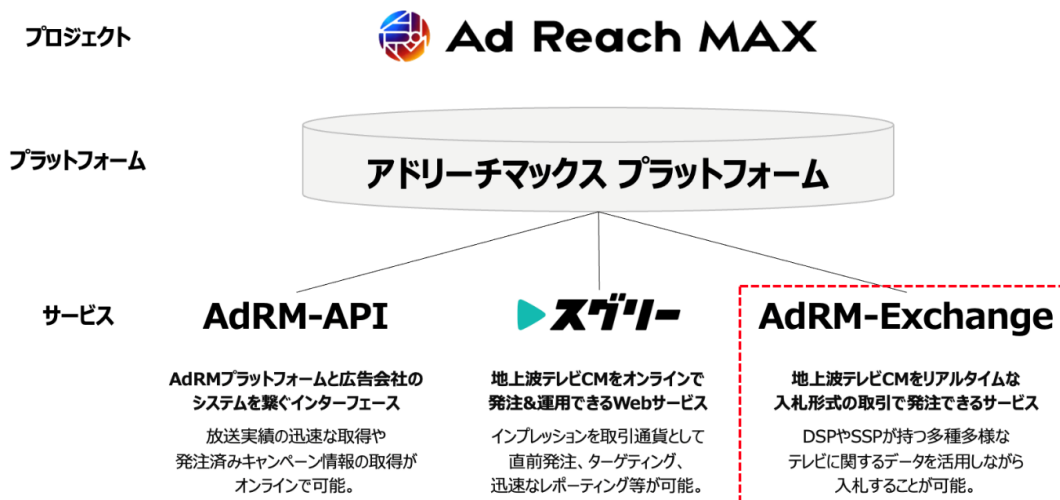 プロジェクト
Ad Reach MAX
プラットフォーム
アドリーチマックス プラットフォーム
サービス
AdRM-API
AdRMプラットフォームと広告会社の
システムを繋ぐインターフェース
放送実績の迅速な取得や
発注済みキャンペーン情報の取得が
オンラインで可能。
スグリー
地上波テレビCMをオンラインで
発注&運用できるWebサービス
インプレッションを取引通貨として
直前発注、ターゲティング、
迅速なレポーティング等が可能。
AdRM-Exchange
地上波テレビCMをリアルタイムな
入札形式の取引で発注できるサービス
DSPやSSPが持つ多種多様な
テレビに関するデータを活用しながら
入札することが可能。